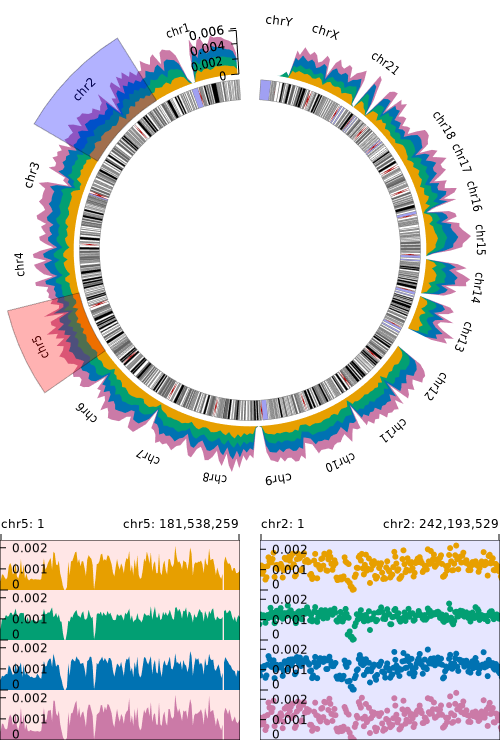 chrY
chrX
chr21
chr18
chr17
chr16
chr15
chr14
chr13
chr12
chr11
chr10
chr9
chr8
chr7
chr6
chr5
chr4
chr3
chr2
chr1
0.006
0.004
0.002
0
chr5: 1 chr5: 181,538,259
0.002
0.001
0
0.002
0.001
0
0.002
0.001
0
0.002
0.001
0
chr2: 1 chr2: 242,193,529
0.002
0.001
0
0.002
0.001
0
0.002
0.001
0
0.002
0.001
0